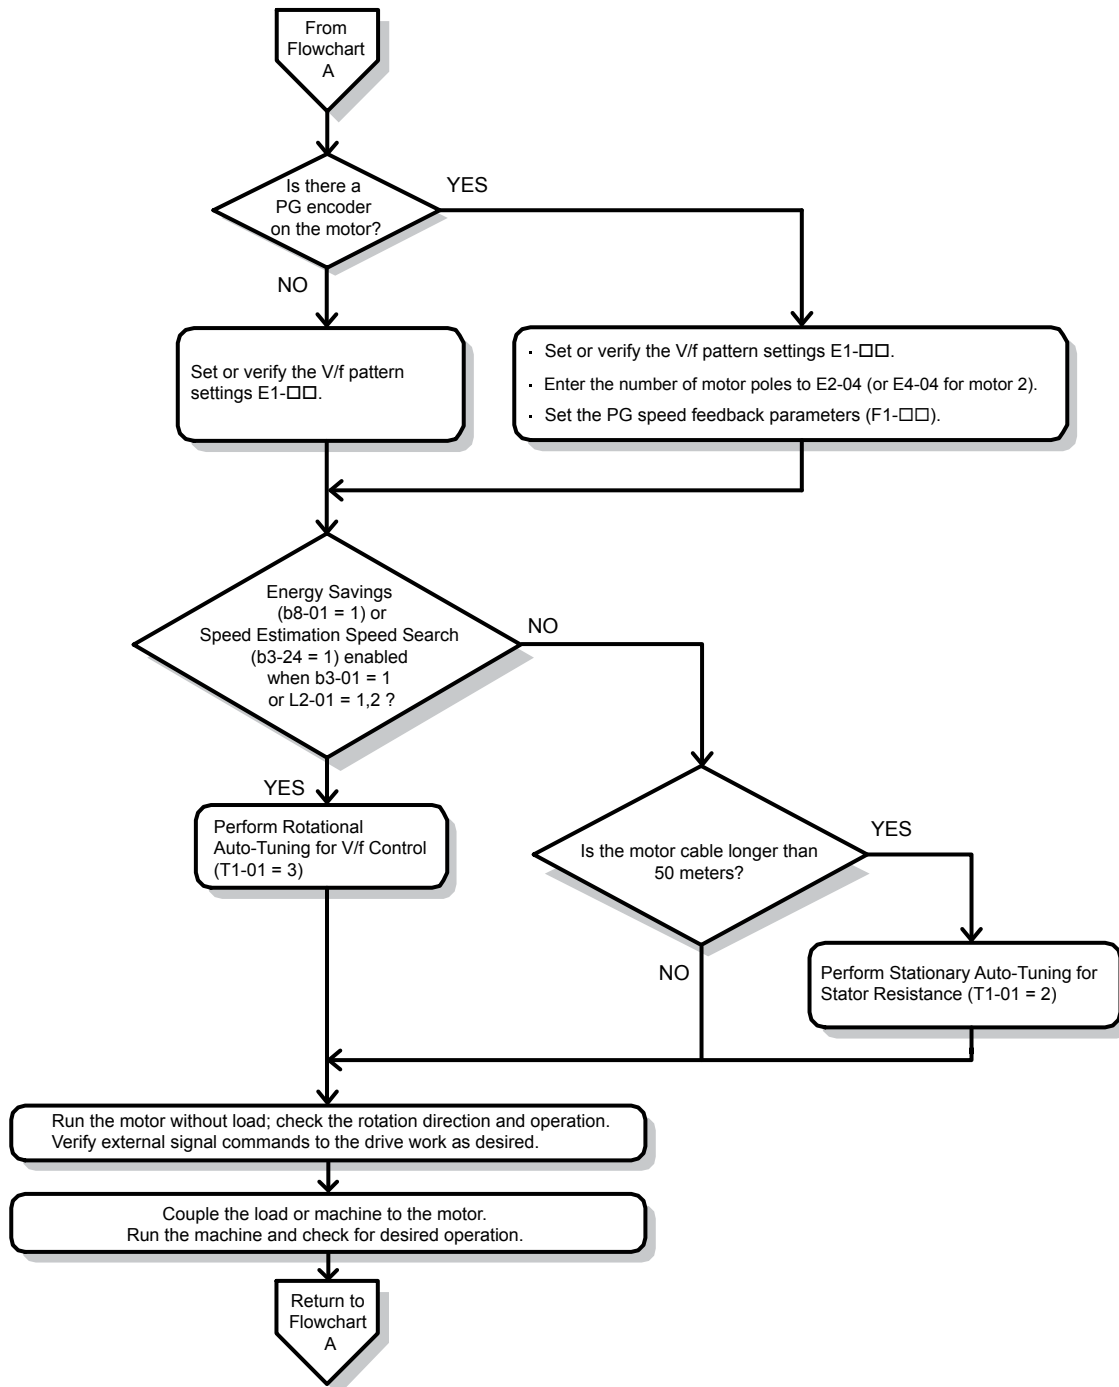 From
Flowchart
A
Is there a
PG encoder
on the motor?
YES
NO
Set or verify the V/f pattern
settings E1-□□.
· Set or verify the V/f pattern settings E1-□□.
· Enter the number of motor poles to E2-04 (or E4-04 for motor 2).
· Set the PG speed feedback parameters (F1-□□).
Energy Savings
(b8-01 = 1) or
Speed Estimation Speed Search
(b3-24 = 1) enabled
when b3-01 = 1
or L2-01 = 1,2 ?
NO
YES
Perform Rotational
Auto-Tuning for V/f Control
(T1-01 = 3)
Is the motor cable longer than
50 meters?
YES
NO
Perform Stationary Auto-Tuning for
Stator Resistance (T1-01 = 2)
Run the motor without load; check the rotation direction and operation.
Verify external signal commands to the drive work as desired.
Couple the load or machine to the motor.
Run the machine and check for desired operation.
Return to
Flowchart
A